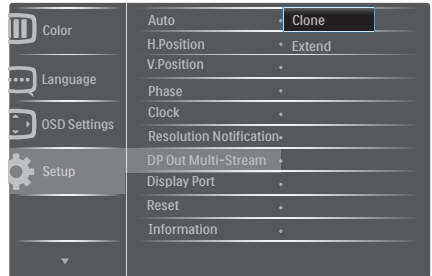 Color
Language
OSD Settings
Setup
Auto
H.Position
V.Position
Phase
Clock
Resolution Notification
DP Out Multi-Stream
Display Port
Reset
Information
Clone
Extend